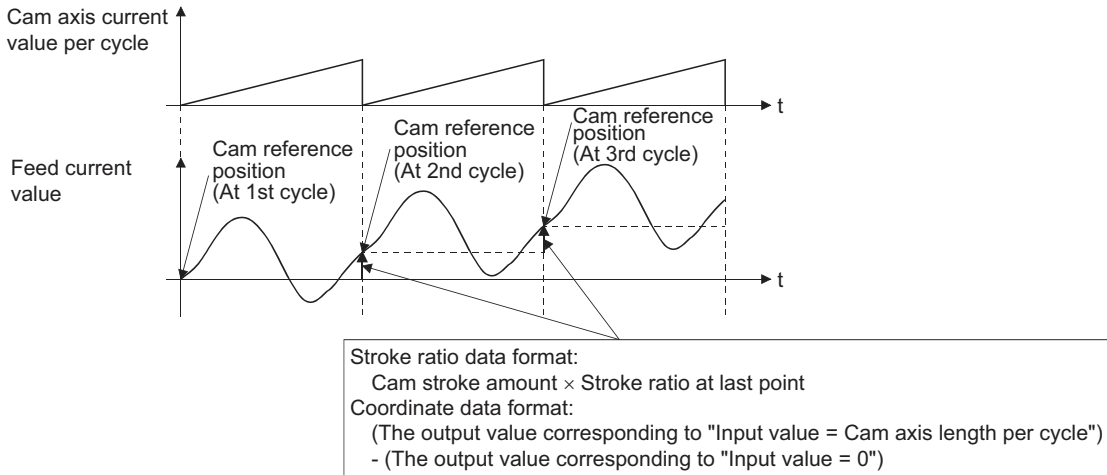 Cam axis current
value per cycle
t
Cam reference
position
(At 1st cycle)
Cam reference
position
(At 2nd cycle)
Cam reference
position
(At 3rd cycle)
Feed current
value
t
Stroke ratio data format:
Cam stroke amount × Stroke ratio at last point
Coordinate data format:
(The output value corresponding to "Input value = Cam axis length per cycle")
- (The output value corresponding to "Input value = 0")